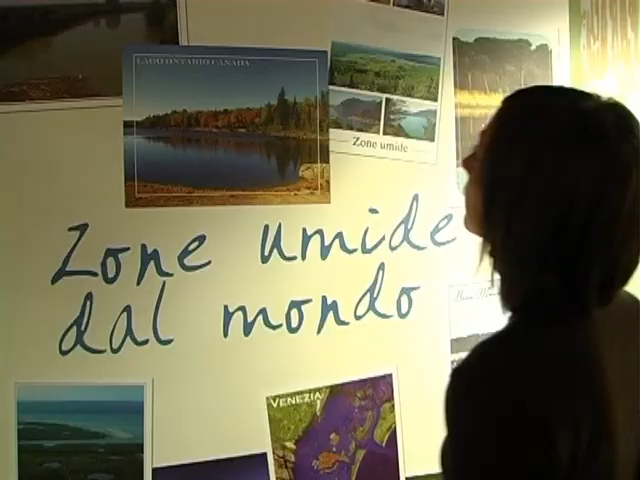 LAGO ONTARIO CANADA
Zone umide
Zone umide
dal mondo
VENEZIA